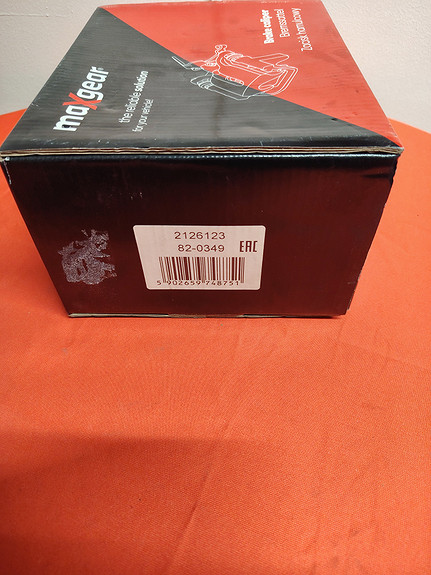 maxgear®
the reliable solution
for your vehicle!
Brake caliper
Bremssattel
Zacisk hamulcowy
2126123
82-0349
EAC
5 902659 748751